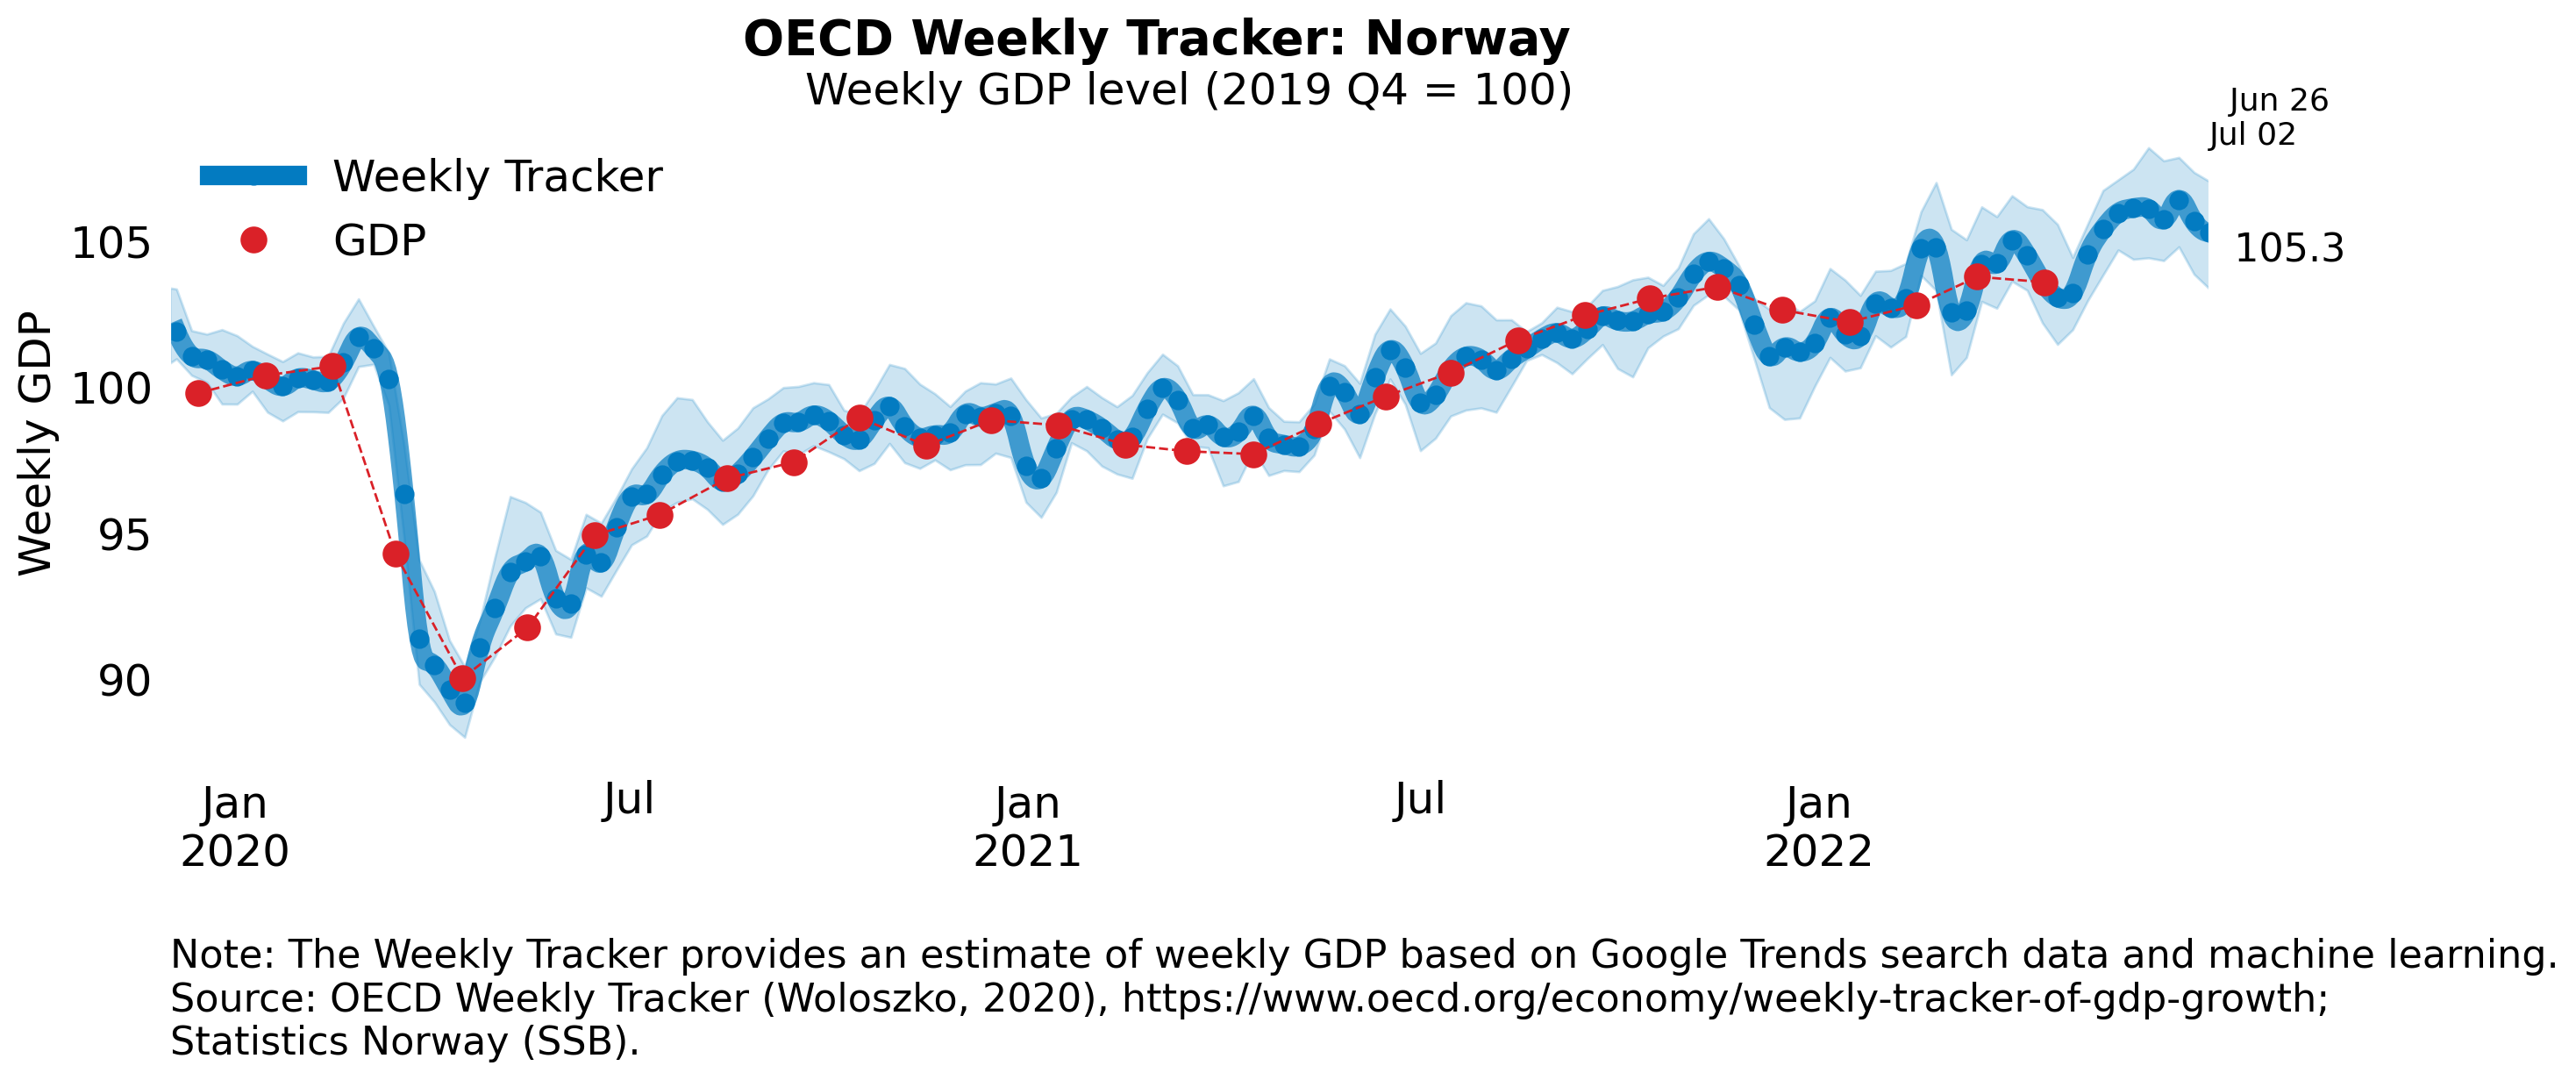 OECD Weekly Tracker: Norway
Weekly GDP level (2019 Q4 = 100)
Jun 26
Jul 02
Weekly Tracker
GDP
105
100
95
90
Weekly GDP
105.3
Jan
2020
Jul
Jan
2021
Jul
Jan
2022
Note: The Weekly Tracker provides an estimate of weekly GDP based on Google Trends search data and machine learning.
Source: OECD Weekly Tracker (Woloszko, 2020), https://www.oecd.org/economy/weekly-tracker-of-gdp-growth;
Statistics Norway (SSB).